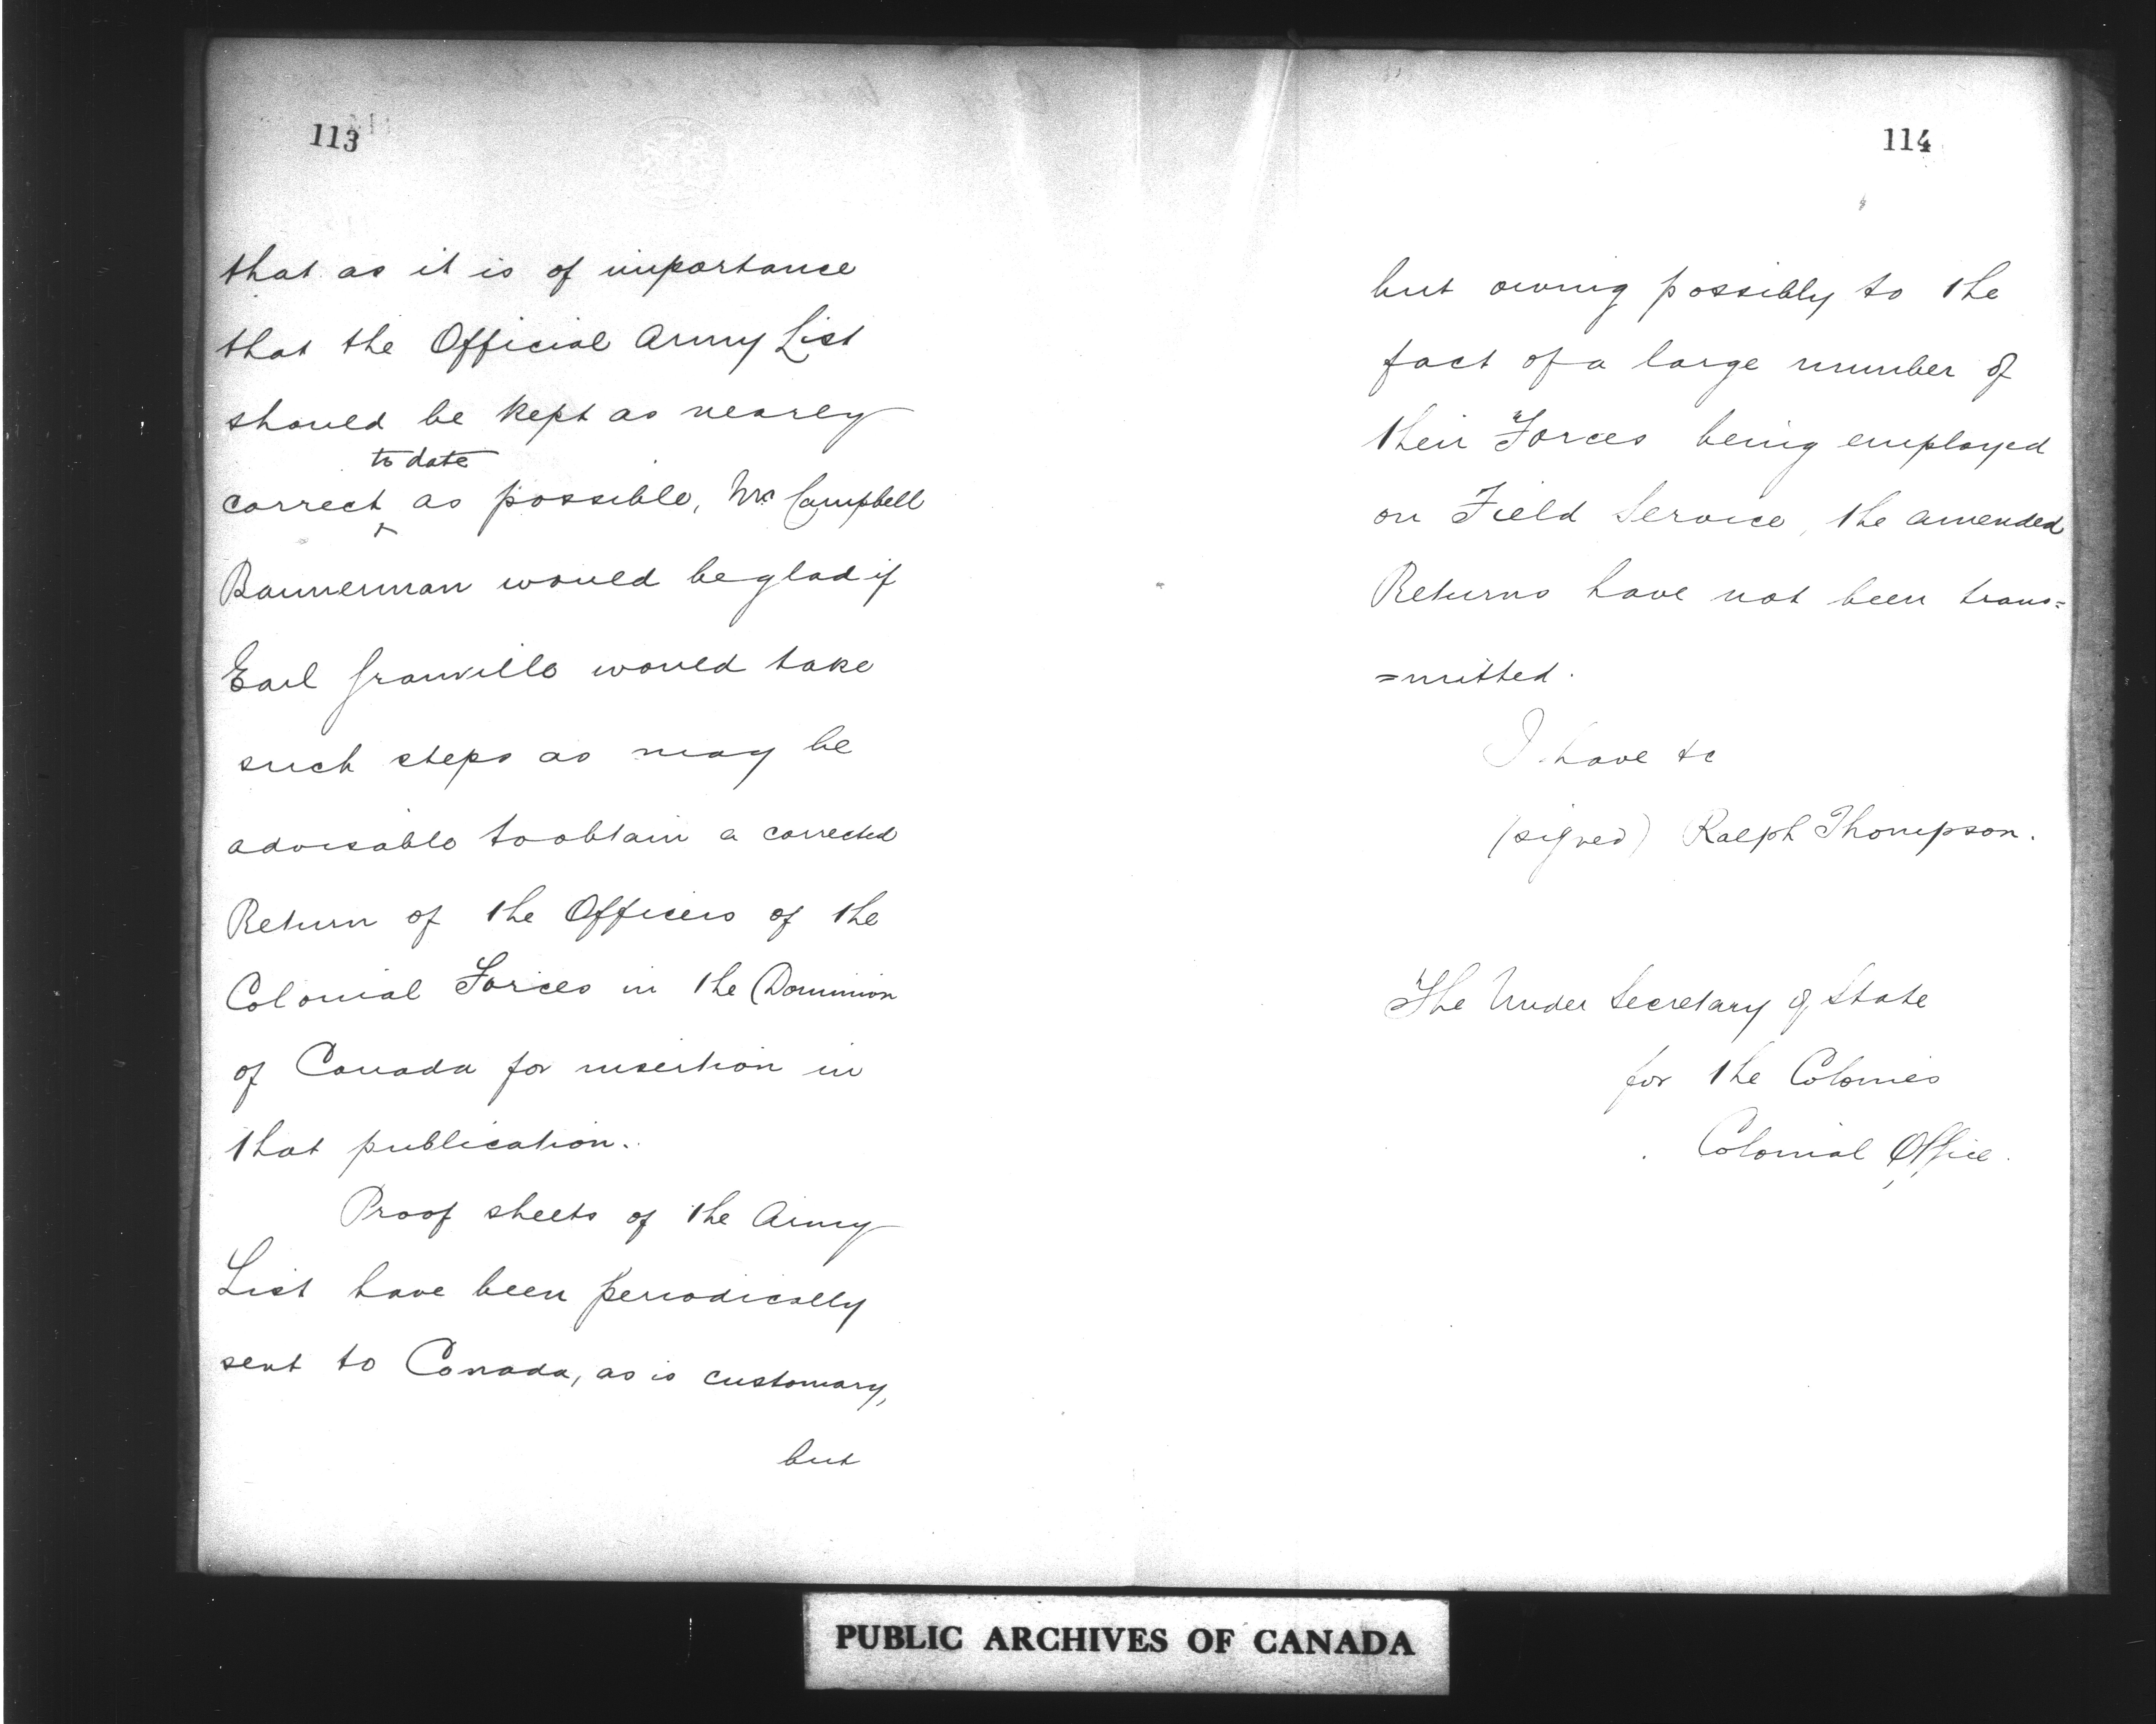 113
that as it is of importance
that the Official Army List
should be kept as nearly
to date
correct ^ as possible, Mr Campbell
Bannerman would be glad if
Earl Granville would take
such steps as may be
advisable to obtain a corrected
Return of the Officers of the
Colonial Forces in the Dominion
of Canada for insertion in
that publication.
Proof sheets of the Army
List have been periodically
sent to Canada, as is customary,
but
114
but owing possibly to the
fact of a large number of
their Forces being employed
on Field Service, the amended
Returns have not been trans=
=mitted.
I have &c
(signed) Ralph Thompson.
The Under Secretary of State
for the Colonies
Colonial Office.
PUBLIC ARCHIVES OF CANADA